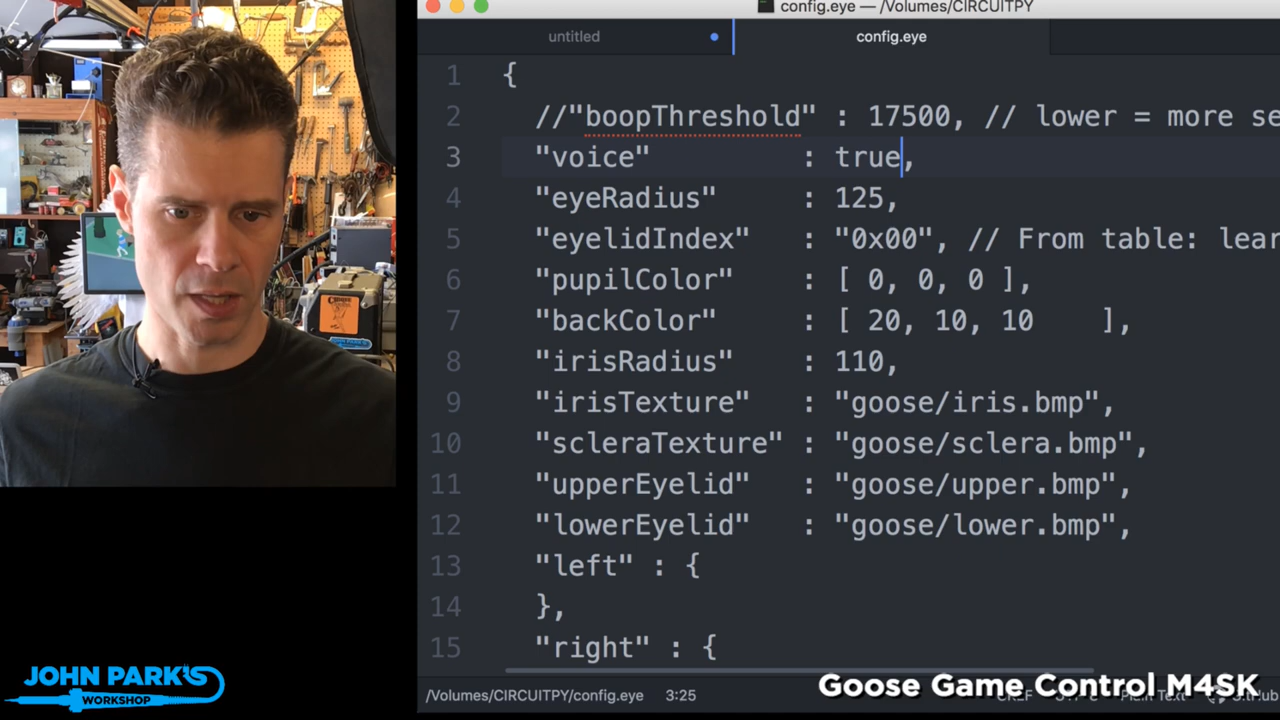 config.eye — /Volumes/CIRCUITPY
untitled
config.eye
1 {
2 //"boopThreshold" : 17500, // lower = more se
3 "voice" : true,
4 "eyeRadius" : 125,
5 "eyelidIndex" : "0x00", // From table: lear
6 "pupilColor" : [ 0, 0, 0 ],
7 "backColor" : [ 20, 10, 10 ],
8 "irisRadius" : 110,
9 "irisTexture" : "goose/iris.bmp",
10 "scleraTexture" : "goose/sclera.bmp",
11 "upperEyelid" : "goose/upper.bmp",
12 "lowerEyelid" : "goose/lower.bmp",
13 "left" : {
14 },
15 "right" : {
/Volumes/CIRCUITPY/config.eye 3:25
Goose Game Control M4SK
JOHN PARK'S
WORKSHOP